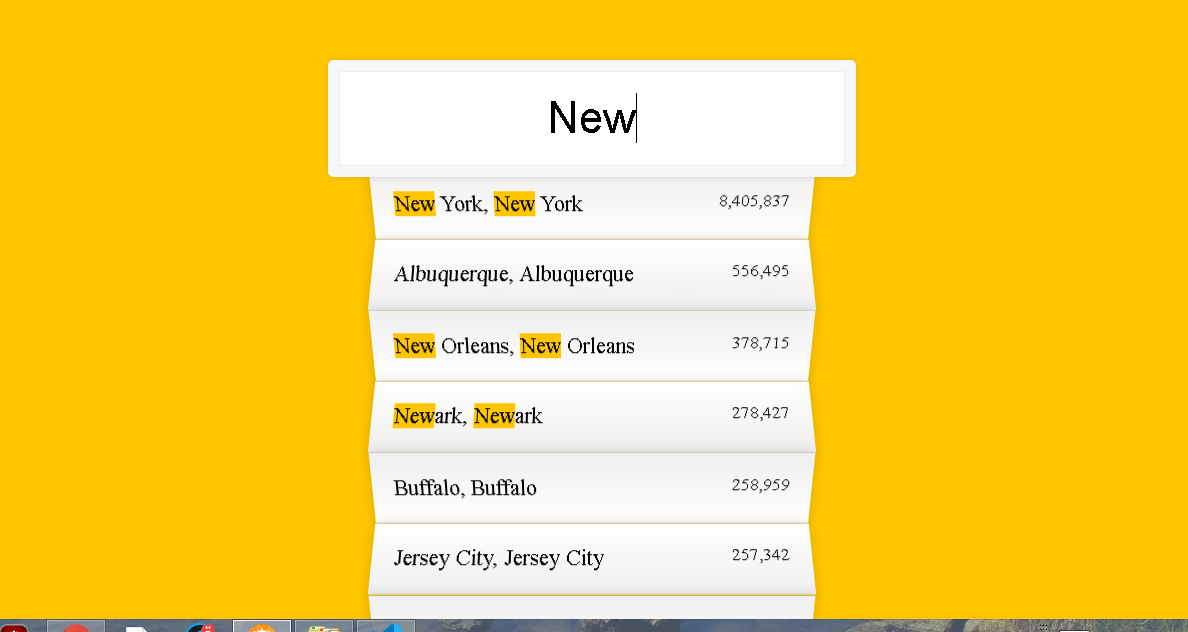 New
New York, New York 8,405,837
Albuquerque, Albuquerque 556,495
New Orleans, New Orleans 378,715
Newark, Newark 278,427
Buffalo, Buffalo 258,959
Jersey City, Jersey City 257,342